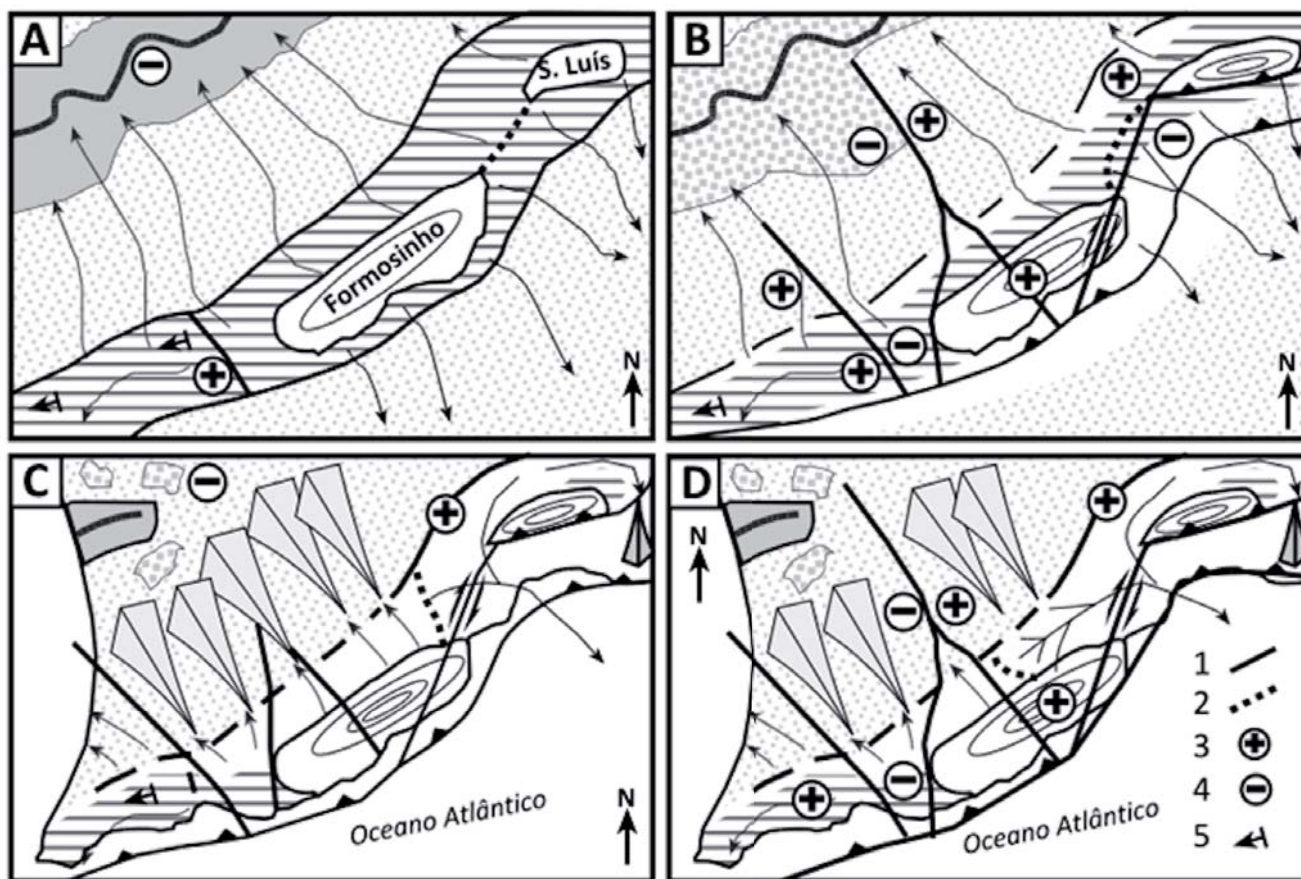 A
S. Luís
Formosinho
N
B
N
C
Oceano Atlântico
N
D
N
1
2
3
4
5
Oceano Atlântico